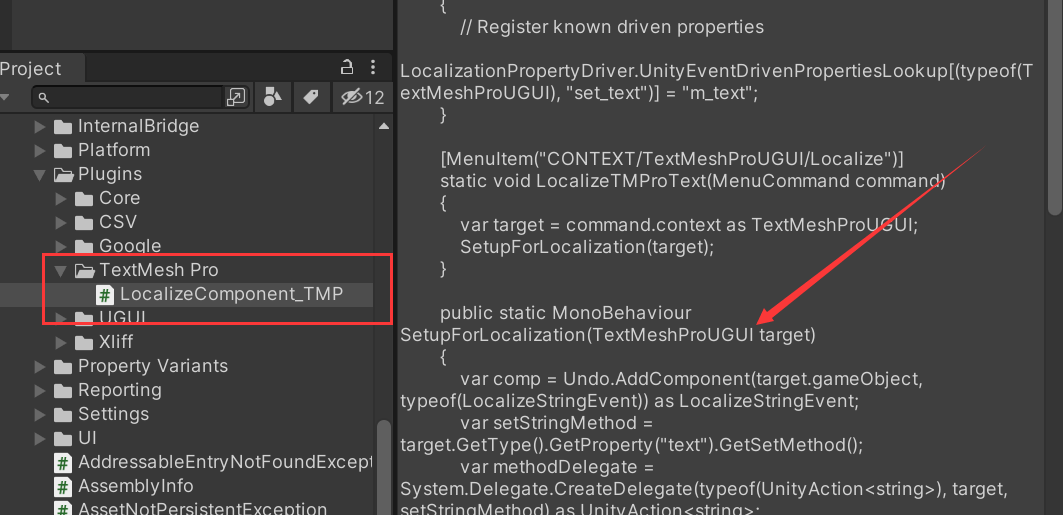 Project
12
InternalBridge
Platform
Plugins
Core
CSV
Google
TextMesh Pro
# LocalizeComponent_TMP
UGUI
Xliff
Property Variants
Reporting
Settings
UI
# AddressableEntryNotFoundExcept
# AssemblyInfo
# AssetNotPersistentException
{
// Register known driven properties
LocalizationPropertyDriver.UnityEventDrivenPropertiesLookup[(typeof(T
extMeshProUGUI), "set_text")] = "m_text";
}
[MenuItem("CONTEXT/TextMeshProUGUI/Localize")]
static void LocalizeTMProText(MenuCommand command)
{
var target = command.context as TextMeshProUGUI;
SetupForLocalization(target);
}
public static MonoBehaviour
SetupForLocalization(TextMeshProUGUI target)
{
var comp = Undo.AddComponent(target.gameObject,
typeof(LocalizeStringEvent)) as LocalizeStringEvent;
var setStringMethod =
target.GetType().GetProperty("text").GetSetMethod();
var methodDelegate =
System.Delegate.CreateDelegate(typeof(UnityAction<string>), target,
setStringMethod) as UnityAction<string>;